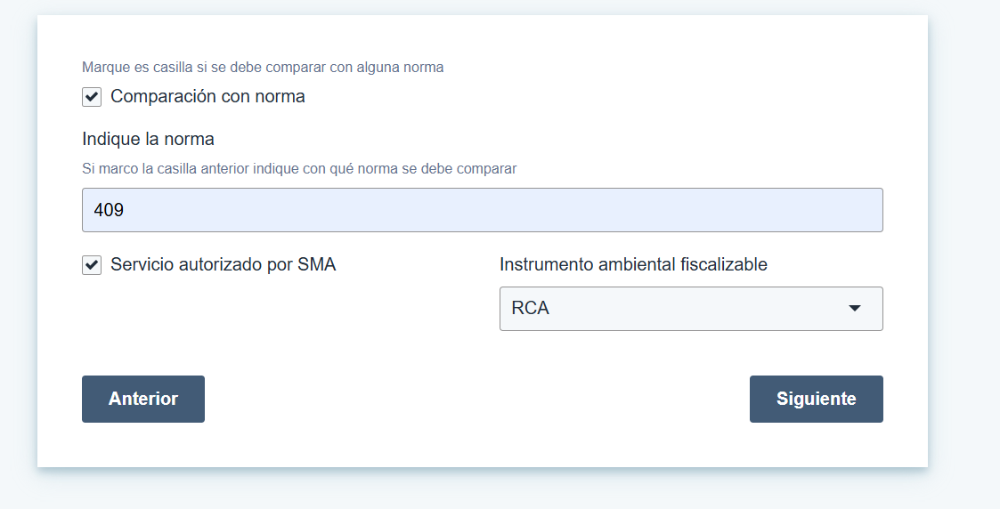 Marque es casilla si se debe comparar con alguna norma
Comparación con norma
Indique la norma
Si marco la casilla anterior indique con qué norma se debe comparar
409
Servicio autorizado por SMA
Instrumento ambiental fiscalizable
RCA
Anterior
Siguiente